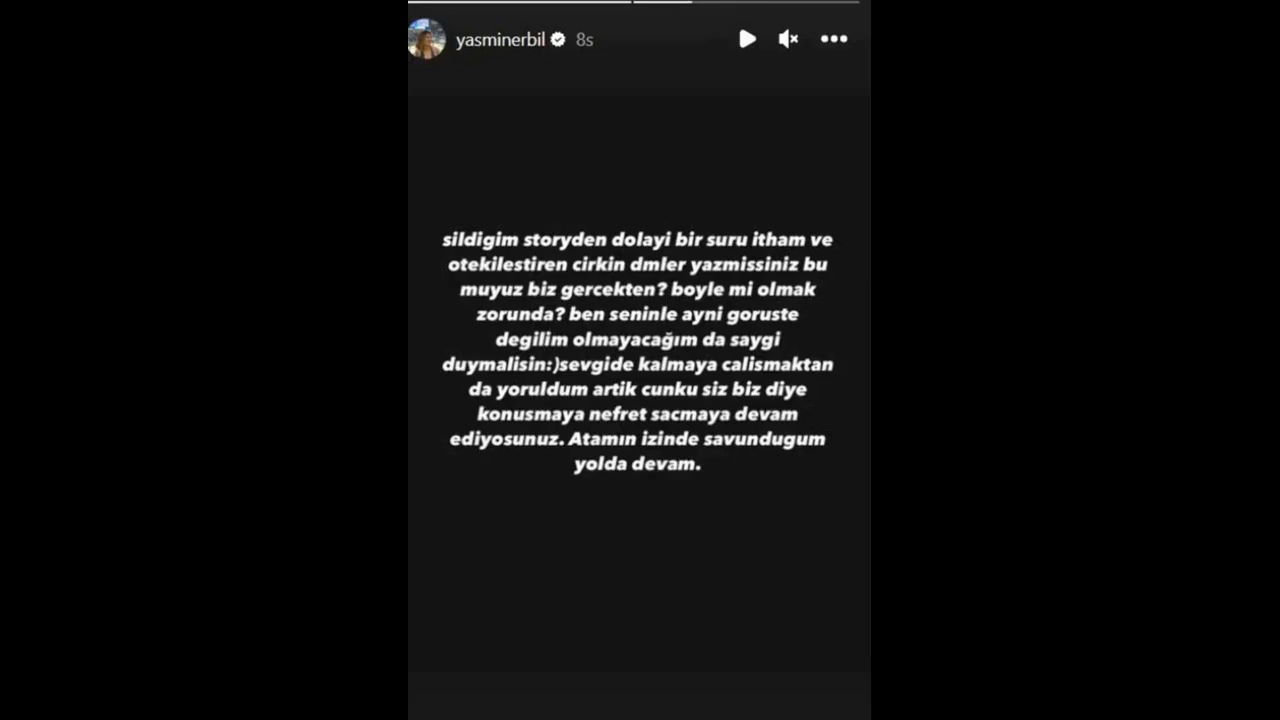 yasminerbil 8s
sildigim storyden dolayi bir suru itham ve
otekilestiren cirkin dmler yazmissiniz bu
muyuz biz gercekten? boyle mi olmak
zorunda? ben seninle ayni goruste
degilim olmayacağım da saygi
duymalisin:)sevgide kalmaya calismaktan
da yoruldum artik cunku siz biz diye
konusmaya nefret sacmaya devam
ediyosunuz. Atamın izinde savundugum
yolda devam.